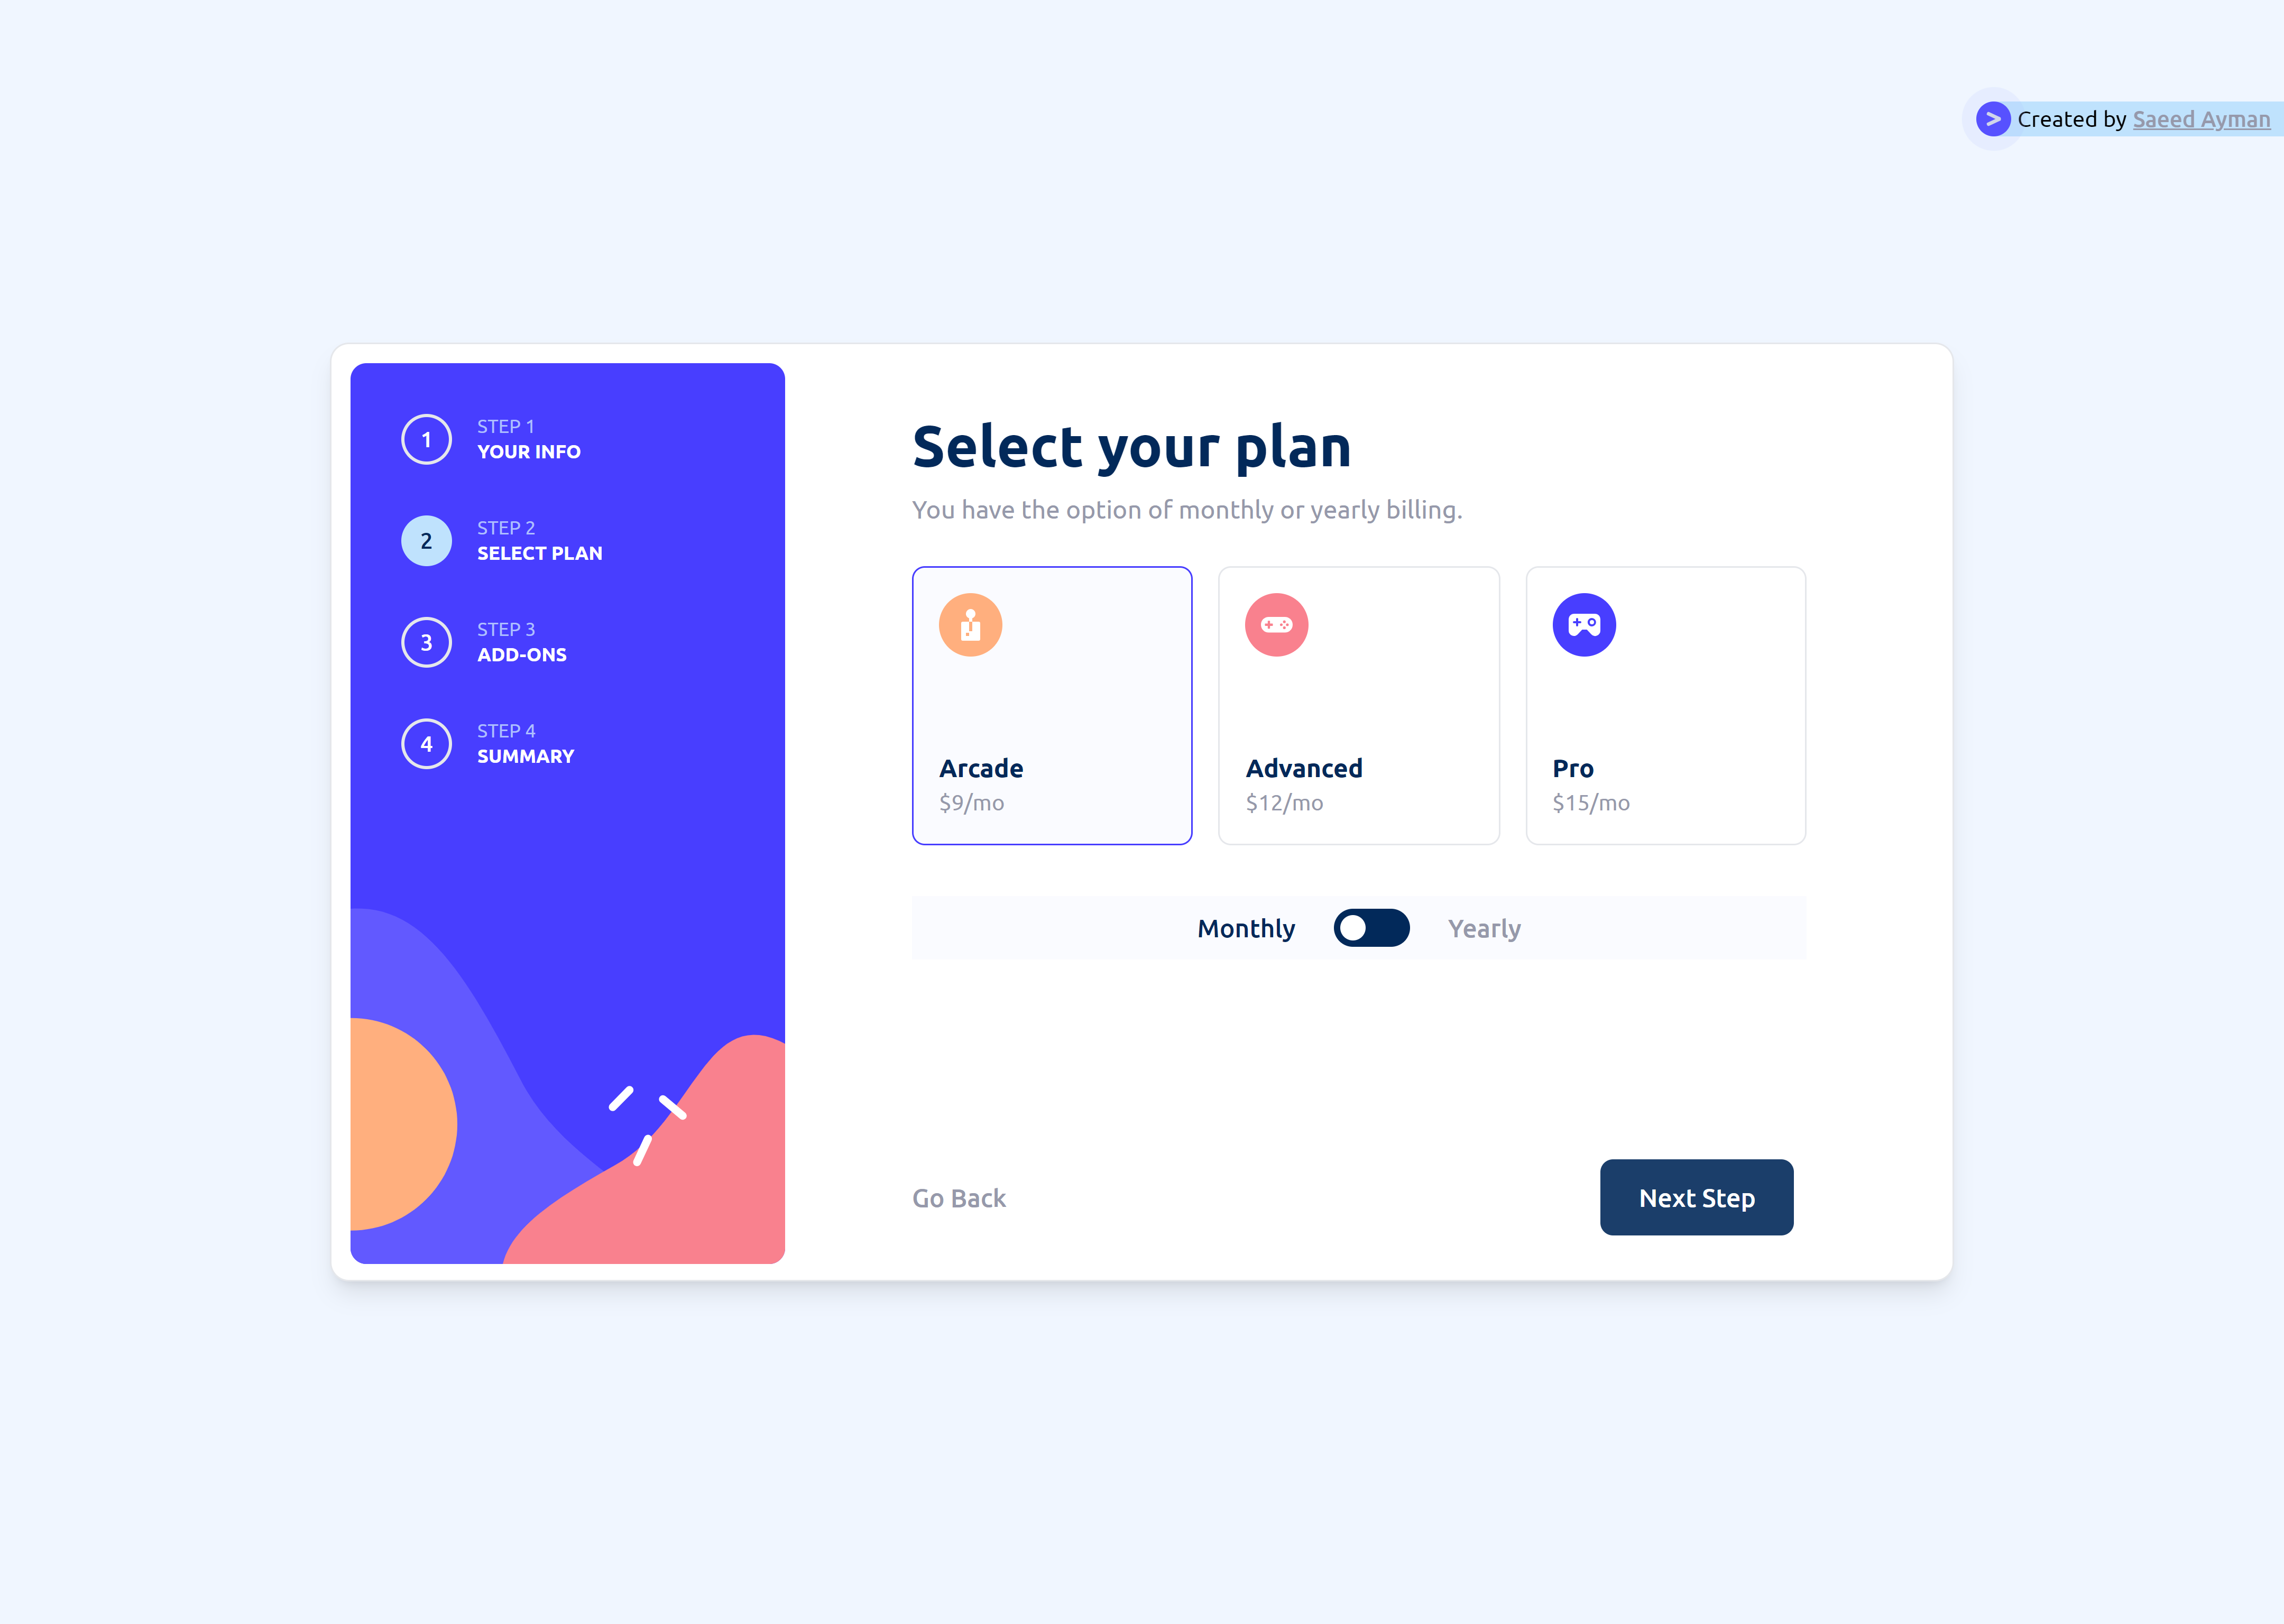 Created by Saeed Ayman
1
STEP 1
YOUR INFO
2
STEP 2
SELECT PLAN
3
STEP 3
ADD-ONS
4
STEP 4
SUMMARY
Select your plan
You have the option of monthly or yearly billing.
Arcade
$9/mo
Advanced
$12/mo
Pro
$15/mo
Monthly
Yearly
Go Back
Next Step